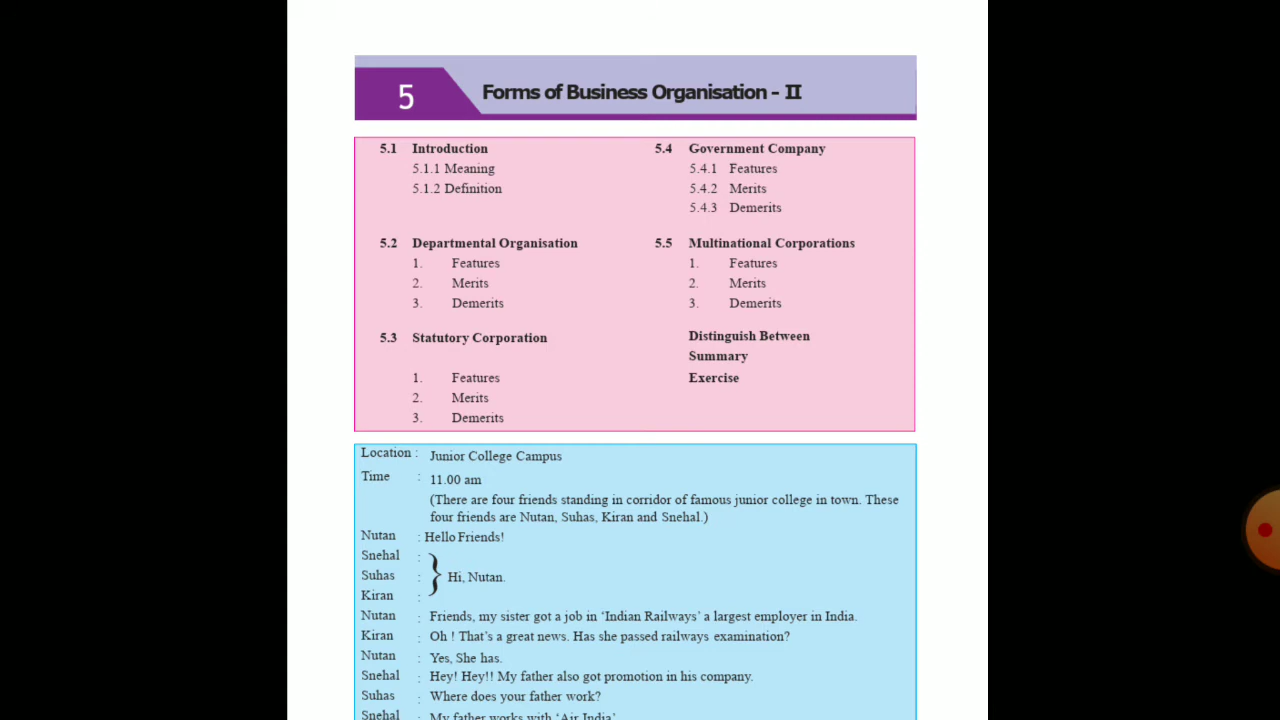 5
Forms of Business Organisation - II
5.1 Introduction
5.1.1 Meaning
5.1.2 Definition
5.2 Departmental Organisation
1. Features
2. Merits
3. Demerits
5.3 Statutory Corporation
1. Features
2. Merits
3. Demerits
5.4 Government Company
5.4.1 Features
5.4.2 Merits
5.4.3 Demerits
5.5 Multinational Corporations
1. Features
2. Merits
3. Demerits
Distinguish Between
Summary
Exercise
Location : Junior College Campus
Time : 11.00 am
(There are four friends standing in corridor of famous junior college in town. These
four friends are Nutan, Suhas, Kiran and Snehal.)
Nutan : Hello Friends!
Snehal :
Suhas : } Hi, Nutan.
Kiran :
Nutan : Friends, my sister got a job in ‘Indian Railways’ a largest employer in India.
Kiran : Oh ! That’s a great news. Has she passed railways examination?
Nutan : Yes, She has.
Snehal : Hey! Hey!! My father also got promotion in his company.
Suhas : Where does your father work?
Snehal : My father works with ‘Air India’